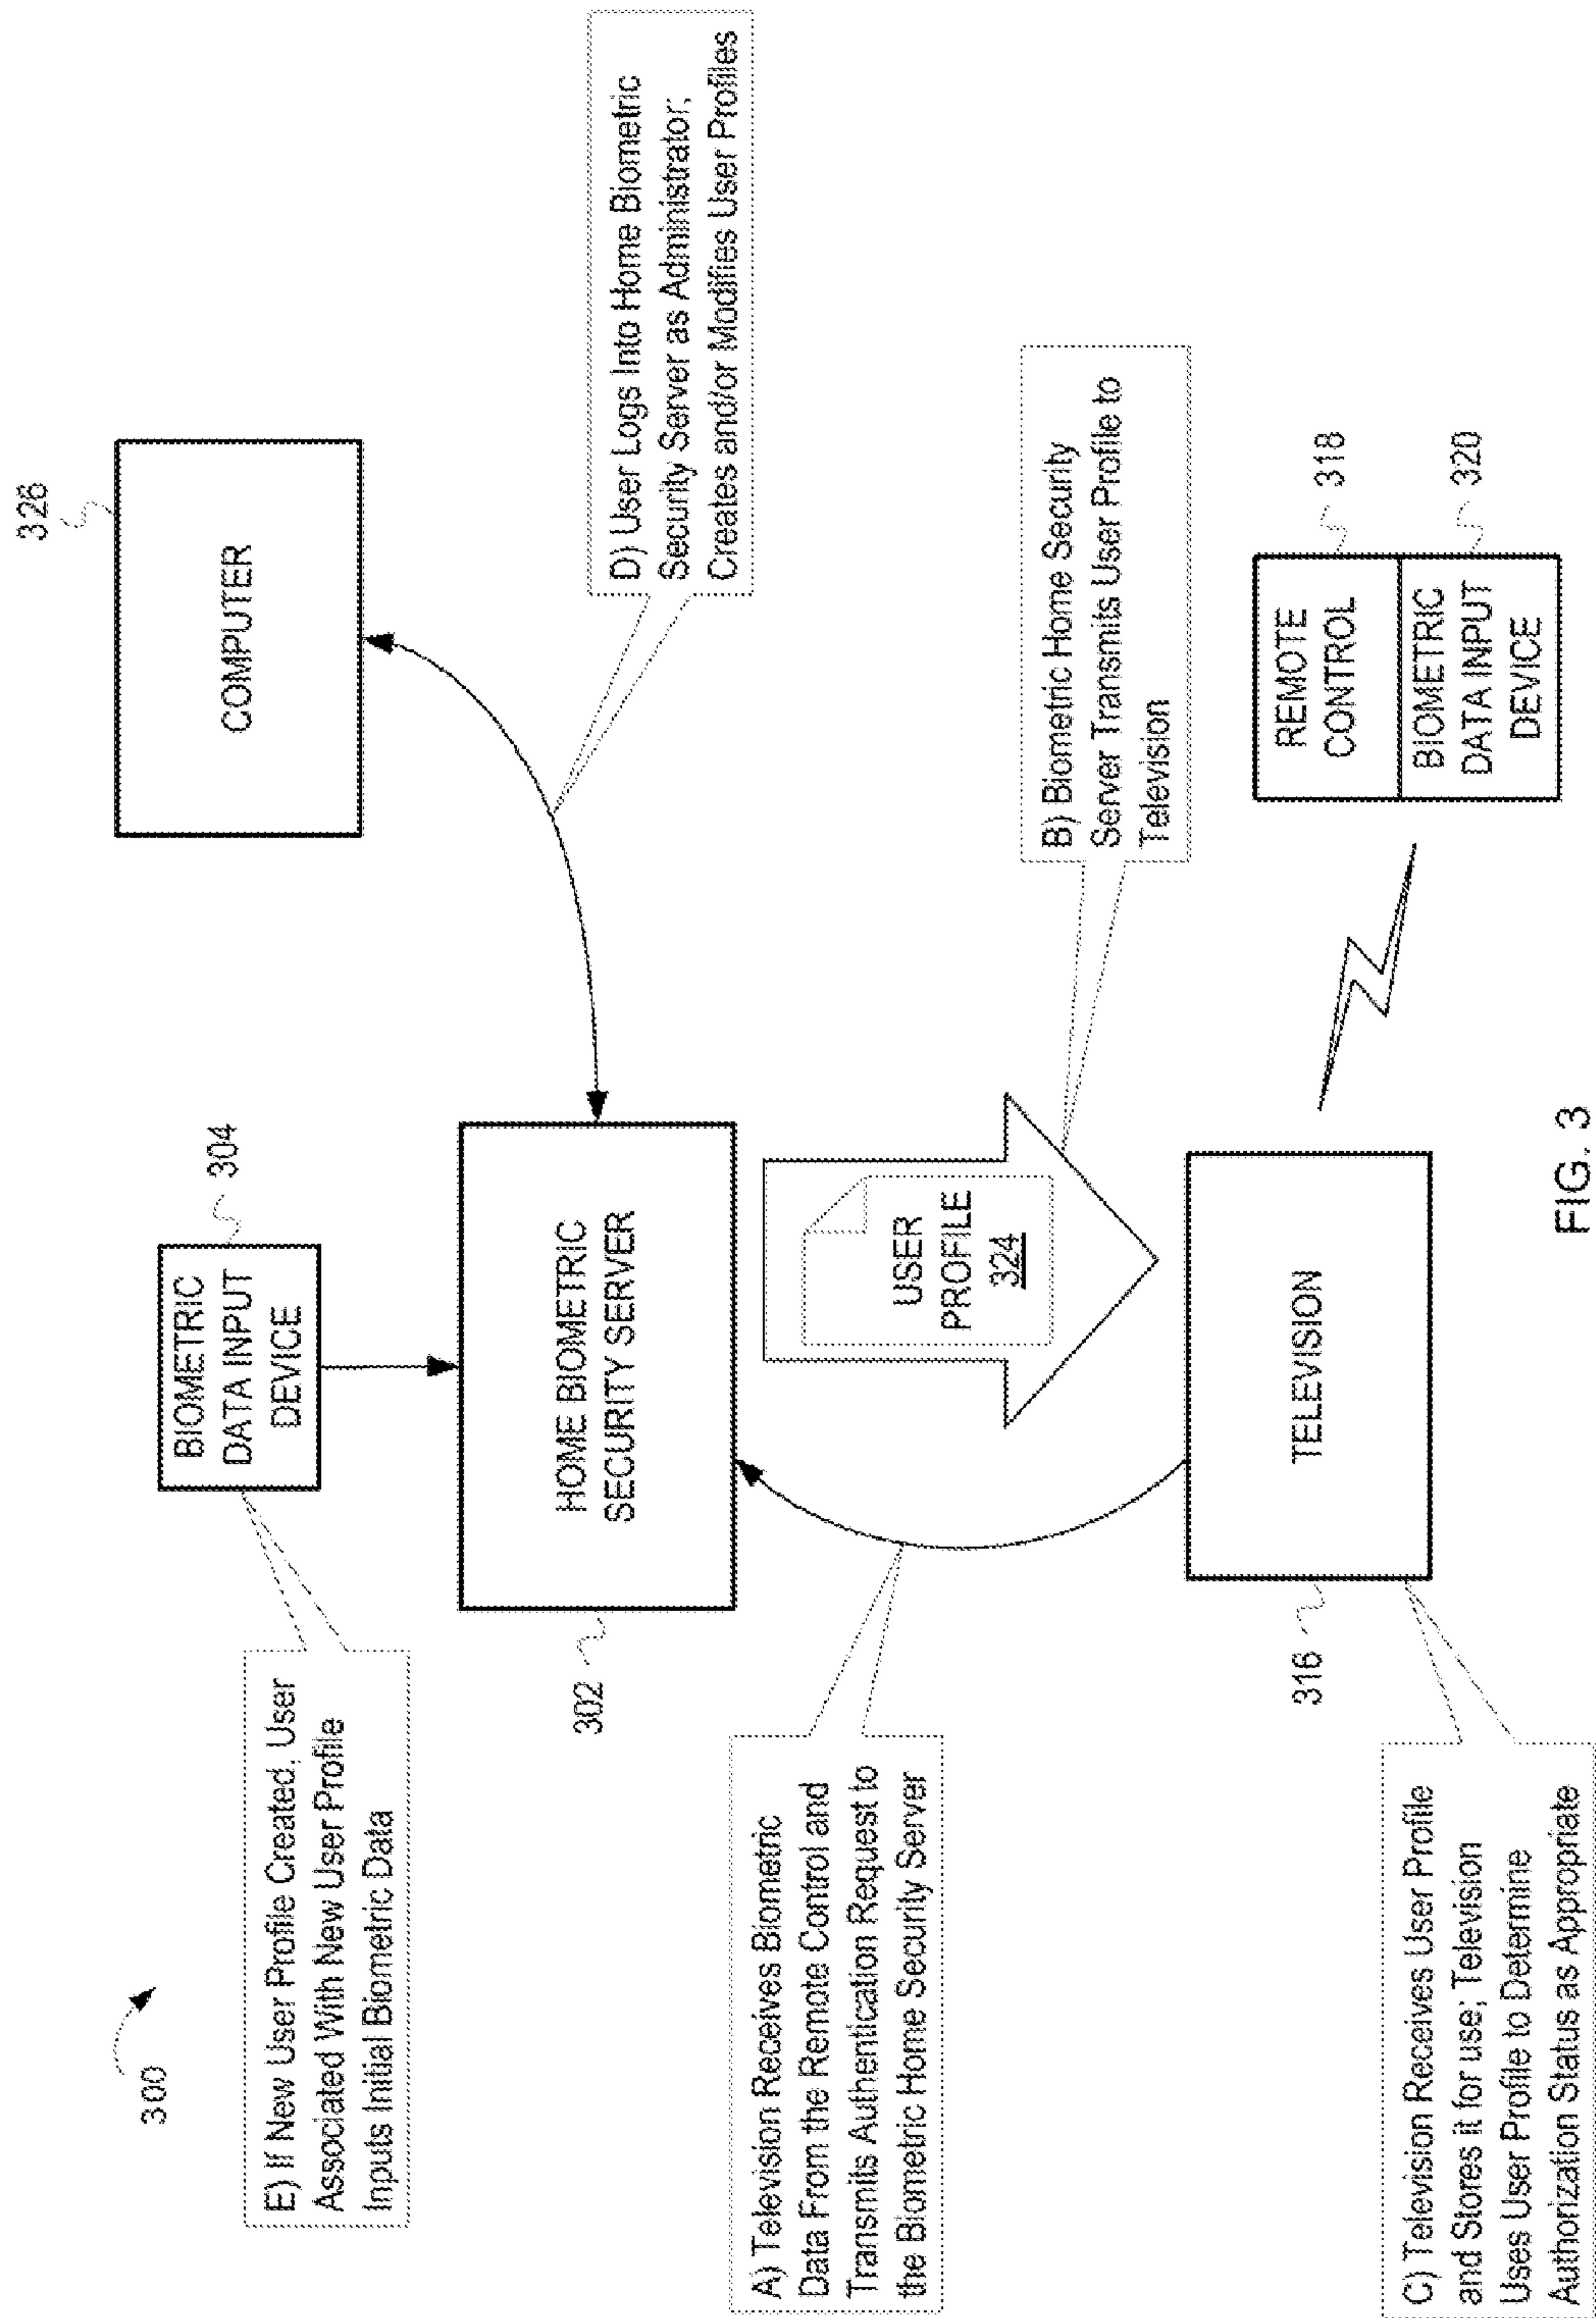 300
E) If New User Profile Created, User
Associated With New User Profile
Inputs Initial Biometric Data
BIOMETRIC
DATA INPUT
DEVICE
304
COMPUTER
326
HOME BIOMETRIC
SECURITY SERVER
302
D) User Logs Into Home Biometric
Security Server as Administrator;
Creates and/or Modifies User Profiles
A) Television Receives Biometric
Data From the Remote Control and
Transmits Authentication Request to
the Biometric Home Security Server
USER
PROFILE
324
B) Biometric Home Security
Server Transmits User Profile to
Television
TELEVISION
316
REMOTE
CONTROL
318
BIOMETRIC
DATA INPUT
DEVICE
320
C) Television Receives User Profile
and Stores it for use; Television
Uses User Profile to Determine
Authorization Status as Appropriate
FIG. 3